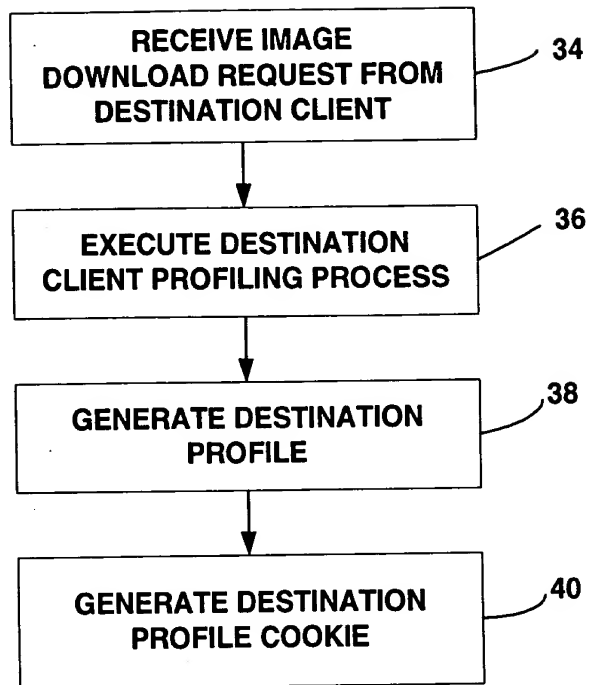 RECEIVE IMAGE
DOWNLOAD REQUEST FROM
DESTINATION CLIENT
34
EXECUTE DESTINATION
CLIENT PROFILING PROCESS
36
GENERATE DESTINATION
PROFILE
38
GENERATE DESTINATION
PROFILE COOKIE
40